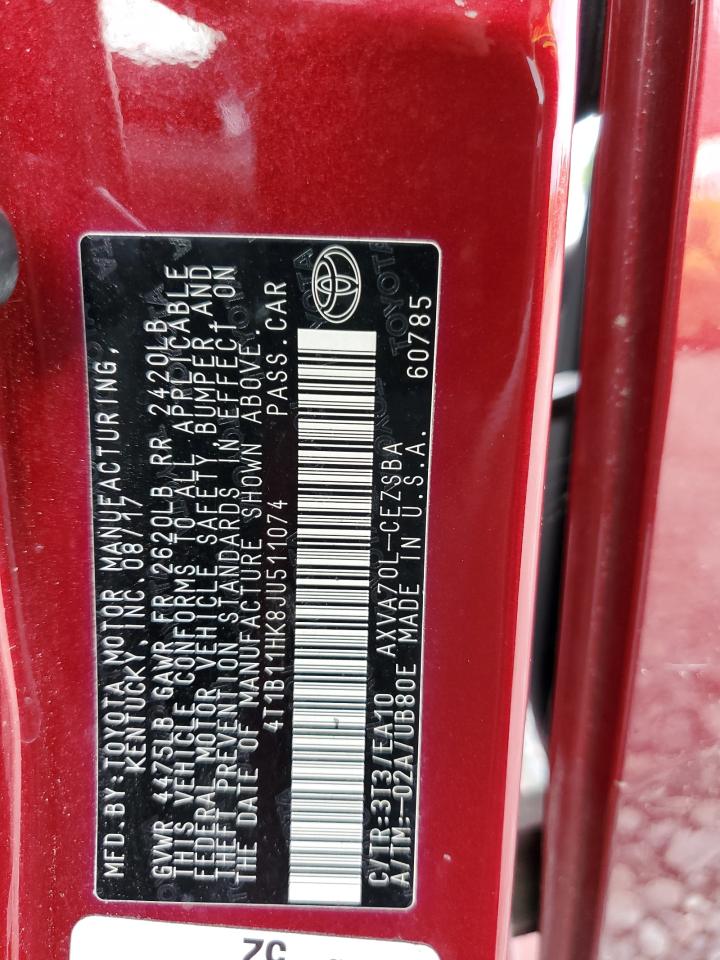 MFD. BY: TOYOTA MOTOR MANUFACTURING,
KENTUCKY, INC. 08/17
GVWR 4475LB GAWR FR 2620LB RR 2420LB
THIS VEHICLE CONFORMS TO ALL APPLICABLE
FEDERAL MOTOR VEHICLE SAFETY, BUMPER, AND
THEFT PREVENTION STANDARDS IN EFFECT ON
THE DATE OF MANUFACTURE SHOWN ABOVE.
4T1B11HK8JU511074 PASS. CAR
C/TR: 3T3/EA10 AXVA70L-CEZSBA
A/TM: -02A/UB80E MADE IN U.S.A. 60785
TOYOTA
ZC